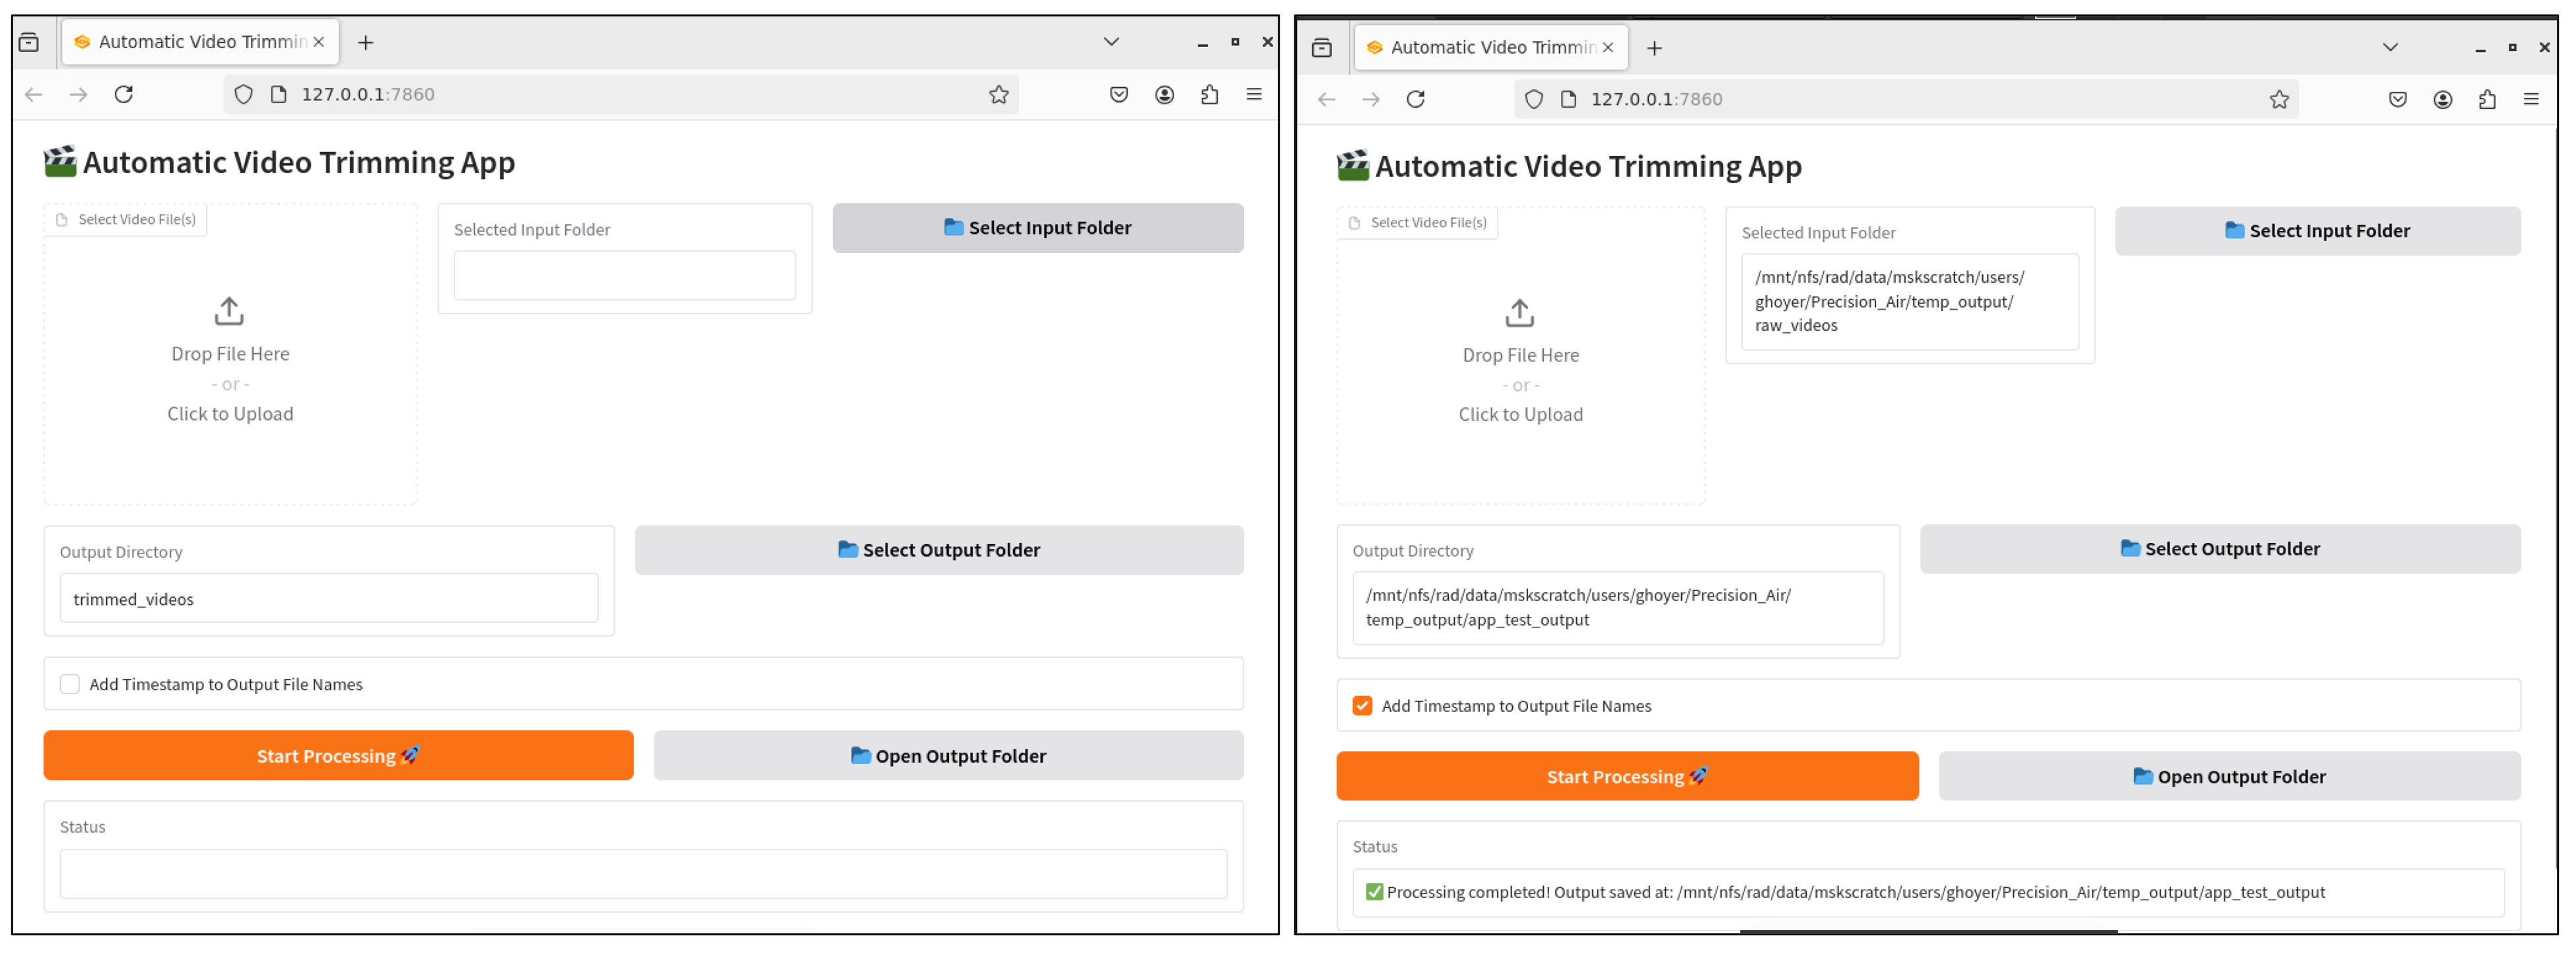 Automatic Video Trimmin
127.0.0.1:7860
🎬 Automatic Video Trimming App
Select Video File(s)
Drop File Here
- or -
Click to Upload
Selected Input Folder
📁 Select Input Folder
Output Directory
trimmed_videos
📂 Select Output Folder
Add Timestamp to Output File Names
Start Processing 🚀
📂 Open Output Folder
Status
Automatic Video Trimmin
127.0.0.1:7860
🎬 Automatic Video Trimming App
Select Video File(s)
Drop File Here
- or -
Click to Upload
Selected Input Folder
/mnt/nfs/rad/data/mskscratch/users/
ghoyer/Precision_Air/temp_output/
raw_videos
📁 Select Input Folder
Output Directory
/mnt/nfs/rad/data/mskscratch/users/ghoyer/Precision_Air/
temp_output/app_test_output
📂 Select Output Folder
Add Timestamp to Output File Names
Start Processing 🚀
📂 Open Output Folder
Status
✅ Processing completed! Output saved at: /mnt/nfs/rad/data/mskscratch/users/ghoyer/Precision_Air/temp_output/app_test_output